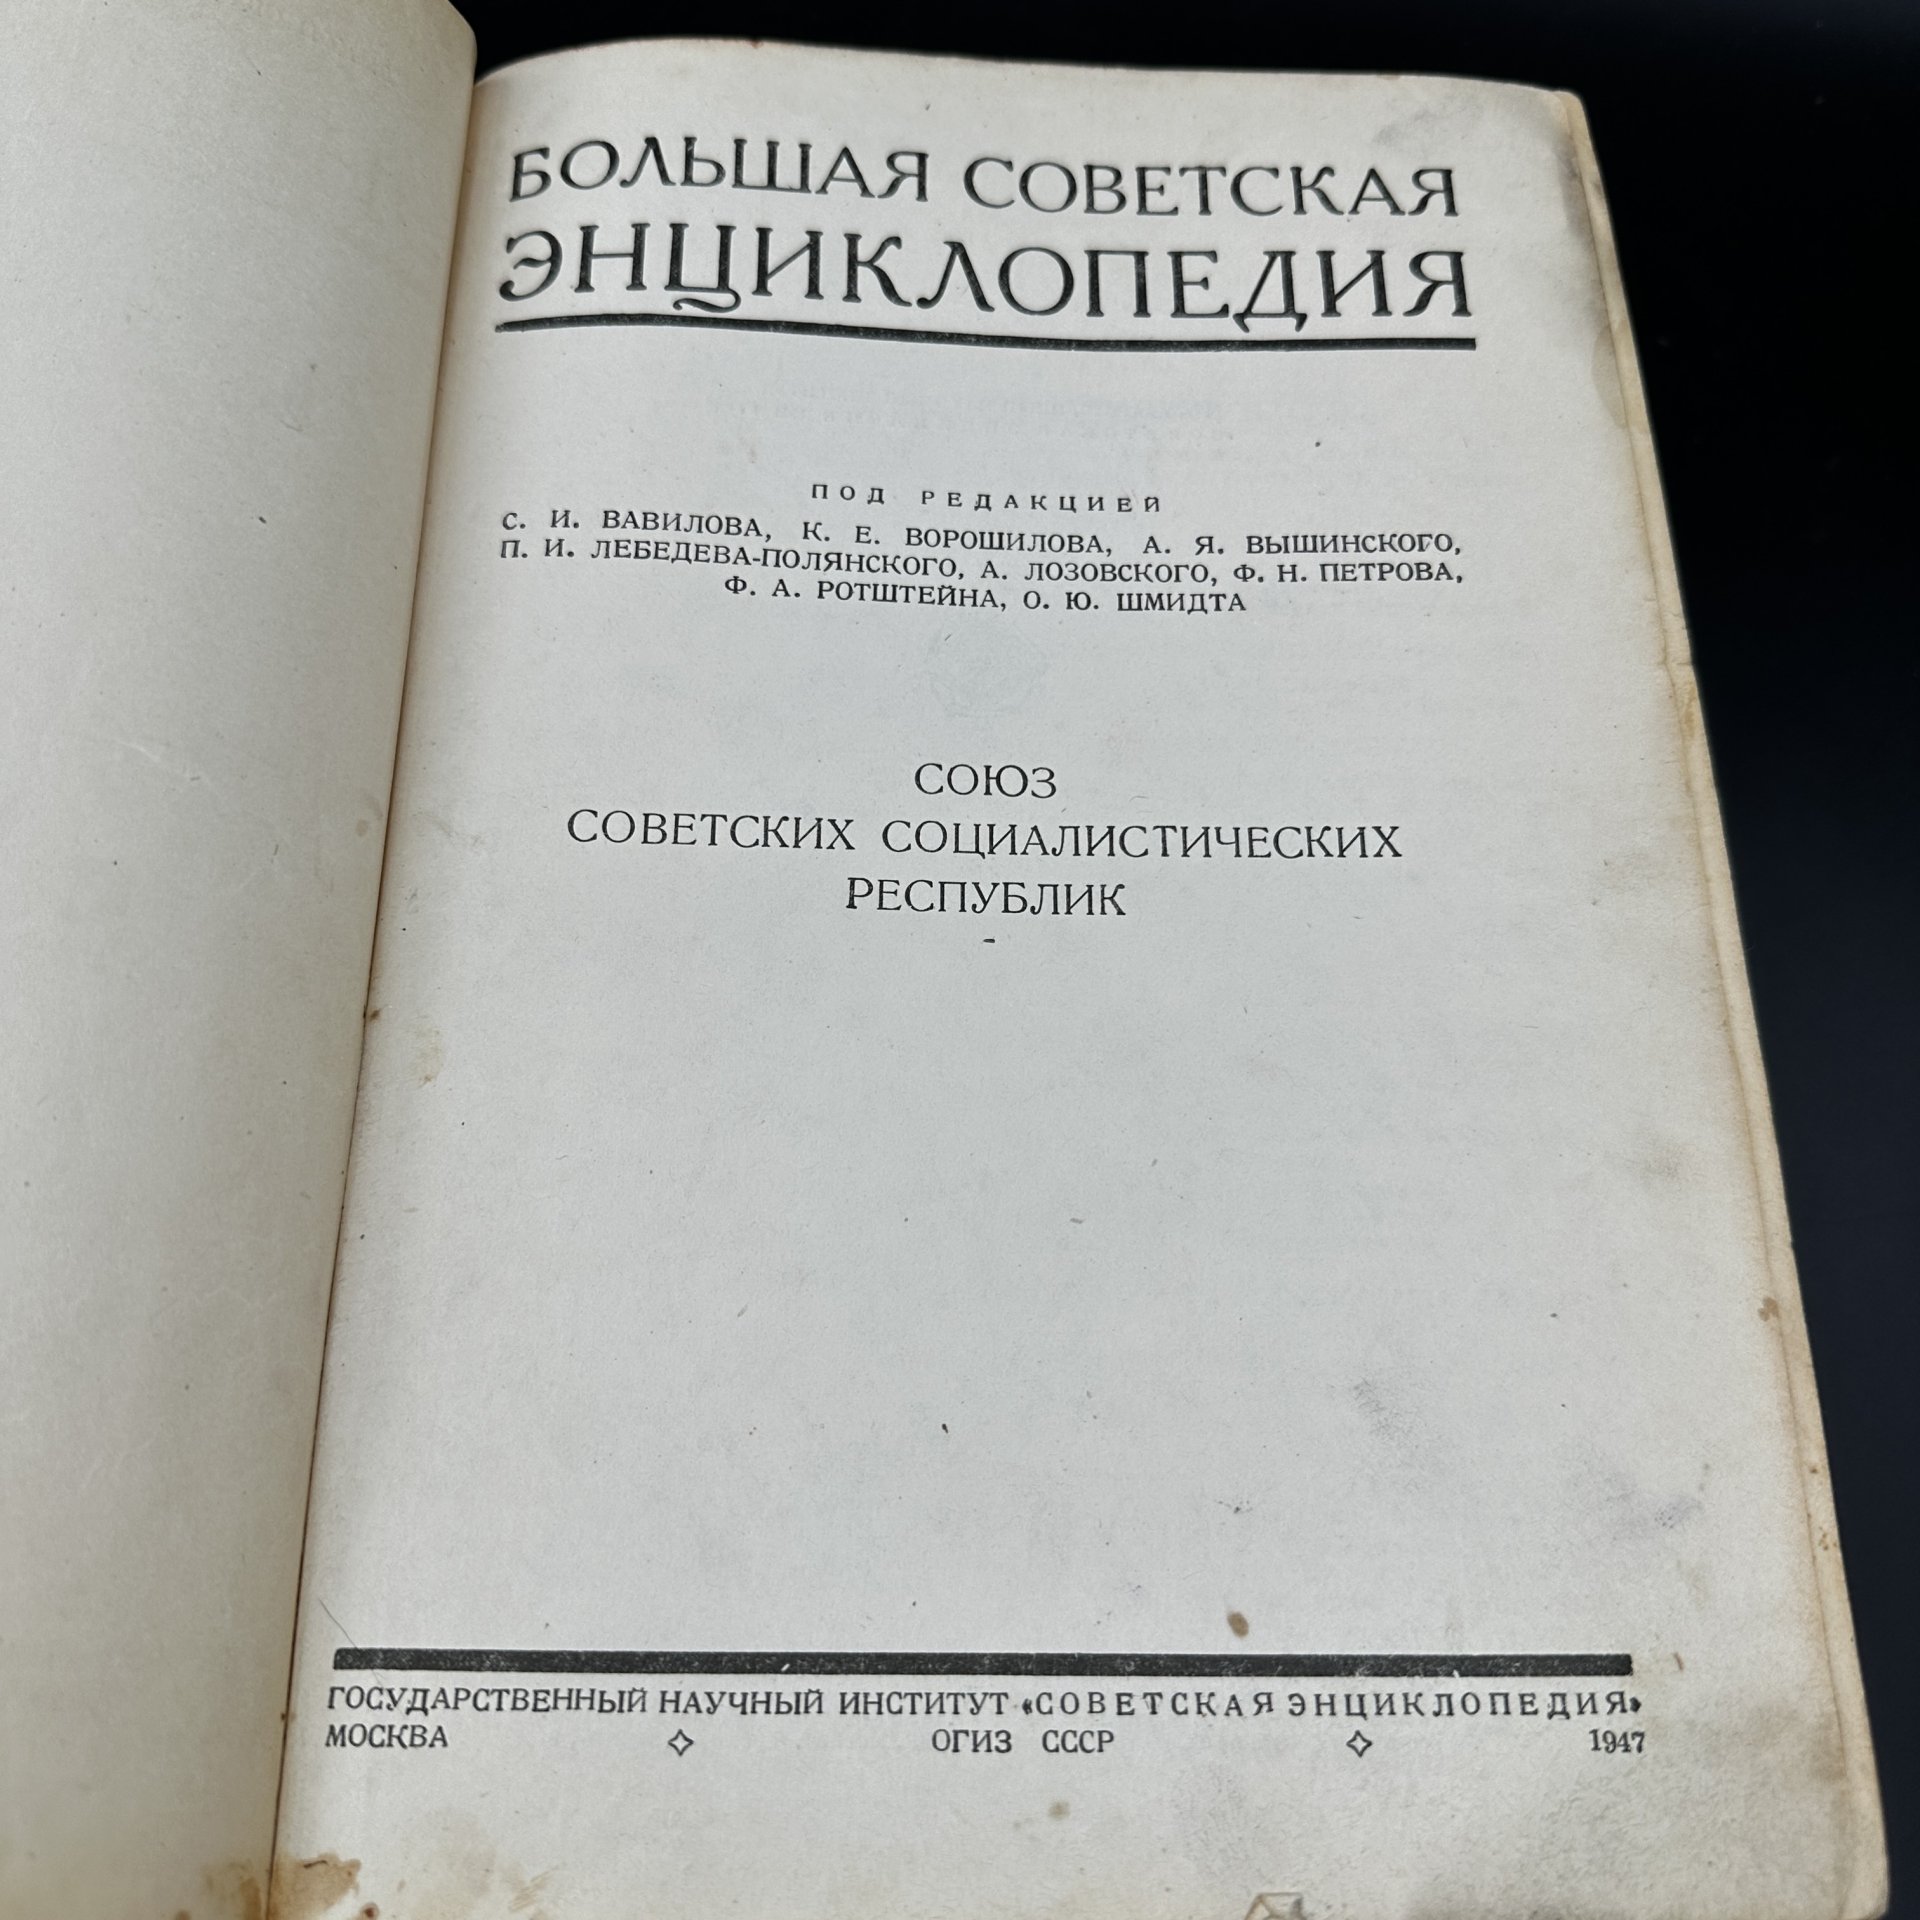 БОЛЬШАЯ СОВЕТСКАЯ
ЭНЦИКЛОПЕДИЯ
ПОД РЕДАКЦИЕЙ
С. И. ВАВИЛОВА, К. Е. ВОРОШИЛОВА, А. Я. ВЫШИНСКОГО,
П. И. ЛЕБЕДЕВА-ПОЛЯНСКОГО, А. ЛОЗОВСКОГО, Ф. Н. ПЕТРОВА,
Ф. А. РОТШТЕЙНА, О. Ю. ШМИДТА
СОЮЗ
СОВЕТСКИХ СОЦИАЛИСТИЧЕСКИХ
РЕСПУБЛИК
ГОСУДАРСТВЕННЫЙ НАУЧНЫЙ ИНСТИТУТ «СОВЕТСКАЯ ЭНЦИКЛОПЕДИЯ»
МОСКВА ОГИЗ СССР 1947